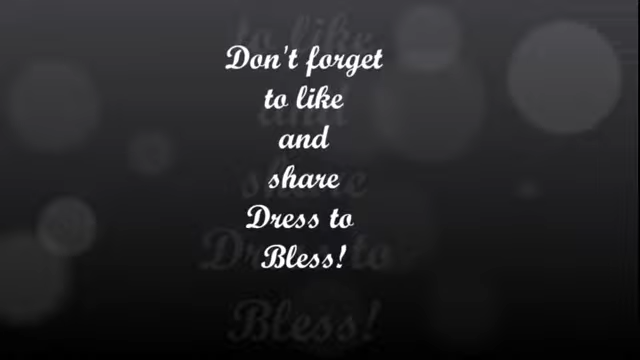 Don't forget
to like
and
share
Dress to
Bless!